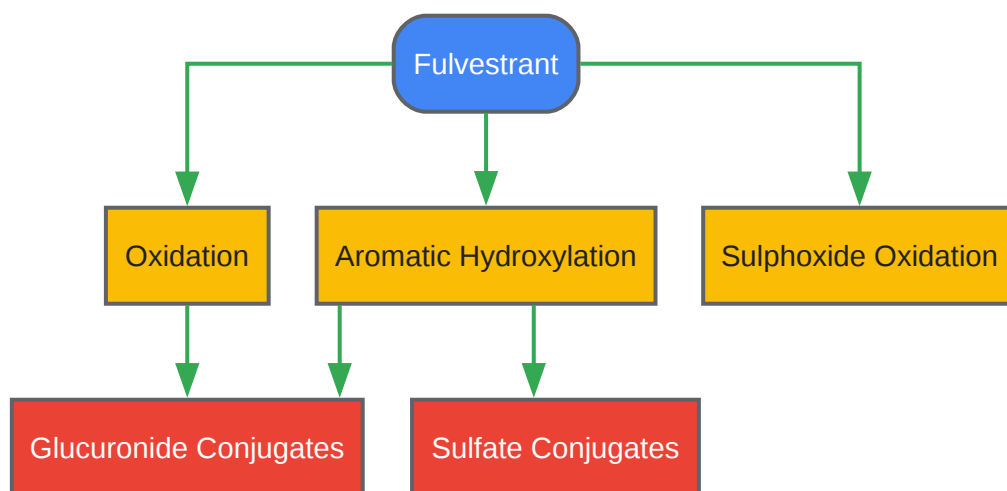 Fulvestrant
Oxidation
Aromatic Hydroxylation
Sulphoxide Oxidation
Glucuronide Conjugates
Sulfate Conjugates